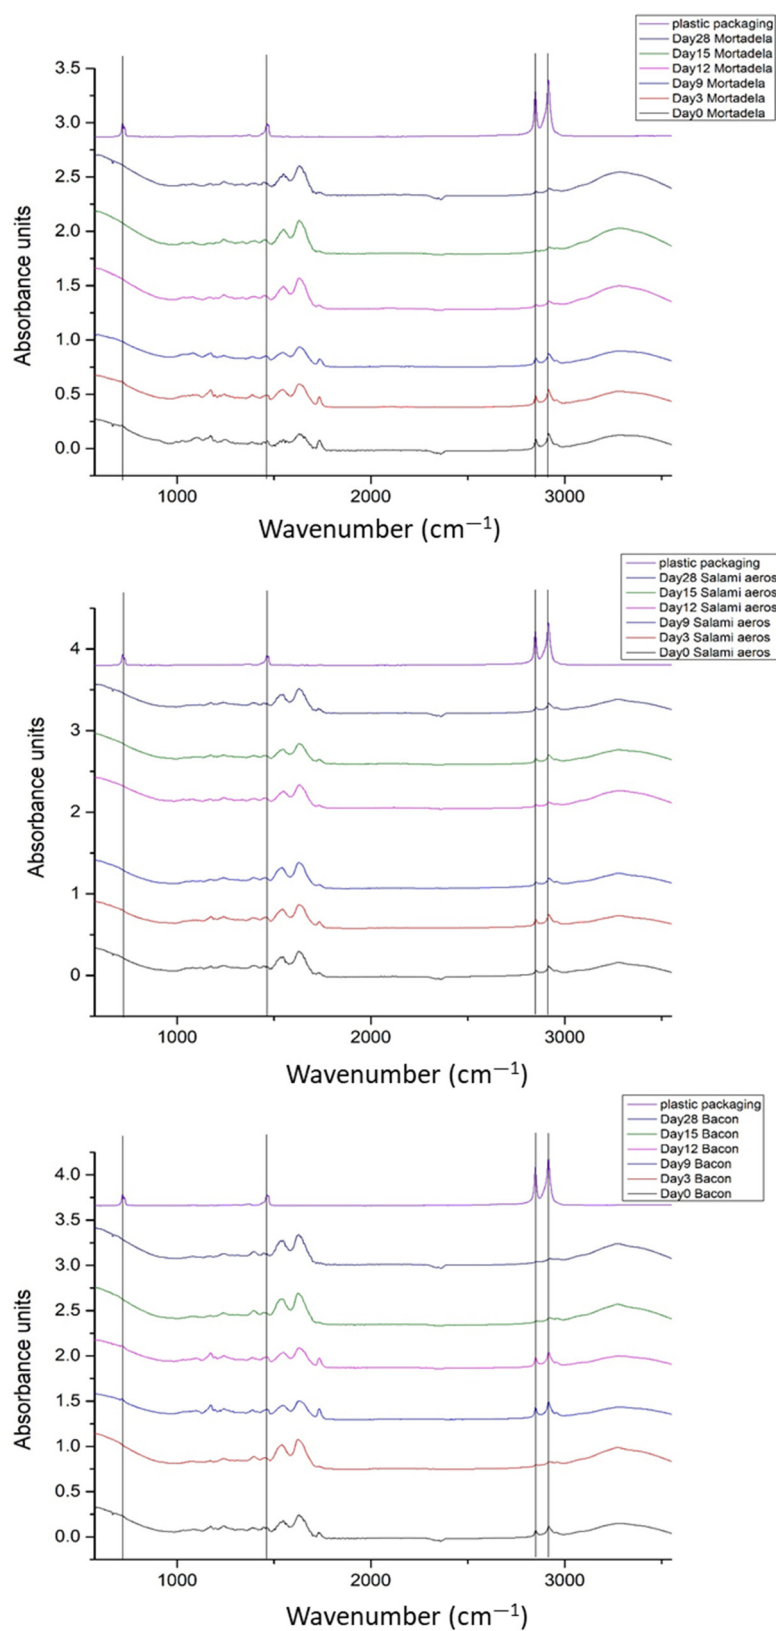 plastic packaging
Day28 Mortadela
Day15 Mortadela
Day12 Mortadela
Day9 Mortadela
Day3 Mortadela
Day0 Mortadela
Absorbance units
3.5
3.0
2.5
2.0
1.5
1.0
0.5
0.0
1000 2000 3000
Wavenumber (cm⁻¹)
plastic packaging
Day28 Salami aeros
Day15 Salami aeros
Day12 Salami aeros
Day9 Salami aeros
Day3 Salami aeros
Day0 Salami aeros
Absorbance units
4
3
2
1
0
1000 2000 3000
Wavenumber (cm⁻¹)
plastic packaging
Day28 Bacon
Day15 Bacon
Day12 Bacon
Day9 Bacon
Day3 Bacon
Day0 Bacon
Absorbance units
4.0
3.5
3.0
2.5
2.0
1.5
1.0
0.5
0.0
1000 2000 3000
Wavenumber (cm⁻¹)